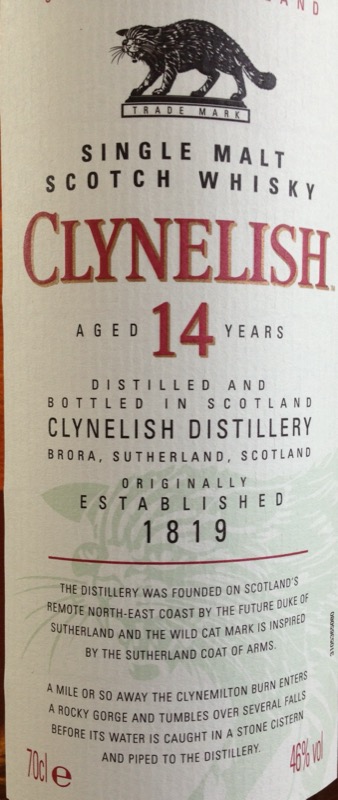 LAND
TRADE MARK
SINGLE MALT
SCOTCH WHISKY
CLYNELISH.
AGED 14 YEARS
DISTILLED AND
BOTTLED IN SCOTLAND
CLYNELISH DISTILLERY
BRORA, SUTHERLAND, SCOTLAND
ORIGINALLY
ESTABLISHED
1819
THE DISTILLERY WAS FOUNDED ON SCOTLAND'S
REMOTE NORTH-EAST COAST BY THE FUTURE DUKE OF
SUTHERLAND AND THE WILD CAT MARK IS INSPIRED
BY THE SUTHERLAND COAT OF ARMS.
A MILE OR SO AWAY THE CLYNEMILTON BURN ENTERS
A ROCKY GORGE AND TUMBLES OVER SEVERAL FALLS
BEFORE ITS WATER IS CAUGHT IN A STONE CISTERN
AND PIPED TO THE DISTILLERY.
70cl e 46% vol